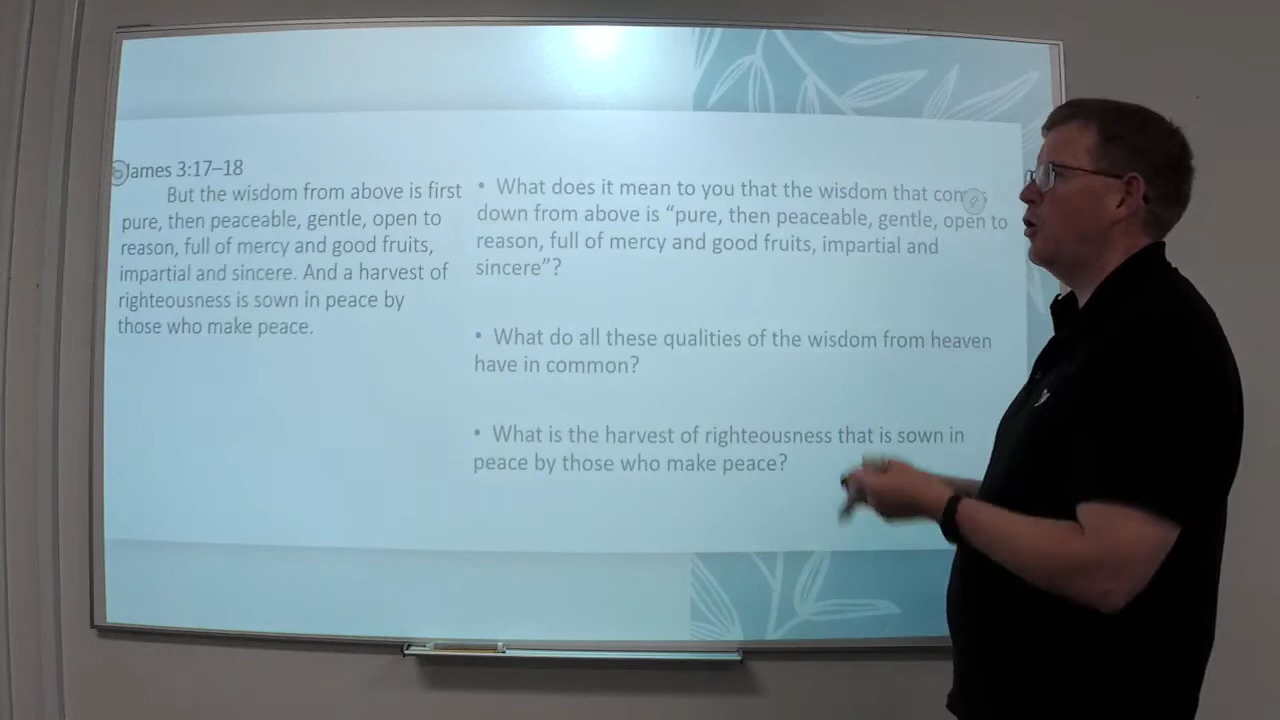 James 3:17–18
But the wisdom from above is first
pure, then peaceable, gentle, open to
reason, full of mercy and good fruits,
impartial and sincere. And a harvest of
righteousness is sown in peace by
those who make peace.
• What does it mean to you that the wisdom that comes
down from above is “pure, then peaceable, gentle, open to
reason, full of mercy and good fruits, impartial and
sincere”?
• What do all these qualities of the wisdom from heaven
have in common?
• What is the harvest of righteousness that is sown in
peace by those who make peace?